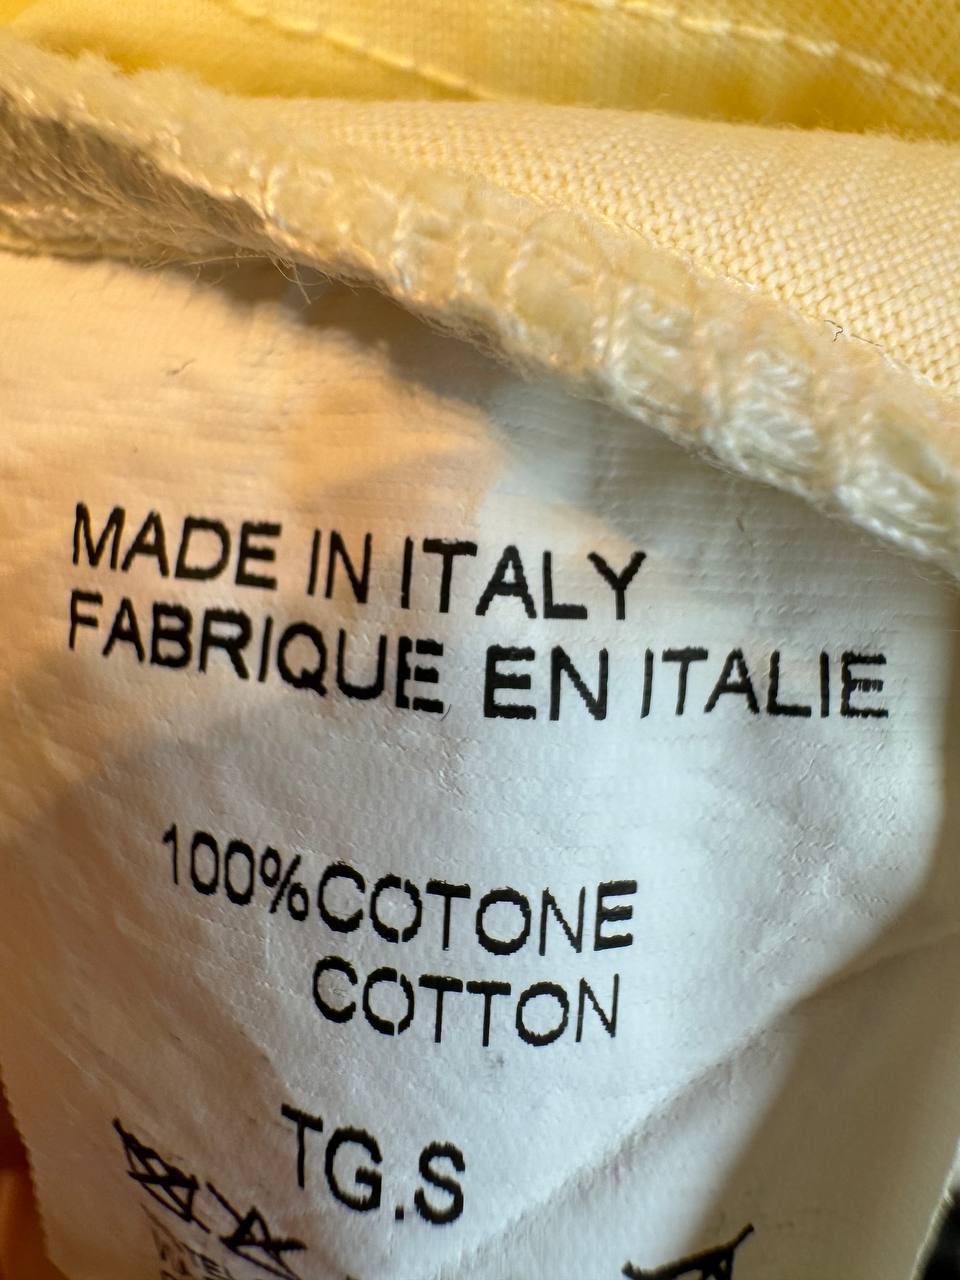 MADE IN ITALY
FABRIQUE EN ITALIE
100%COTONE
COTTON
TG.S